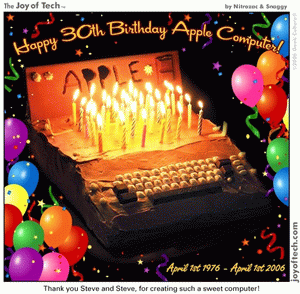 The Joy of Tech™
by Nitrozac & Snaggy
Happy 30th Birthday Apple Computer!
APPLE
April 1st 1976 - April 1st 2006
joyoftech.com
Thank you Steve and Steve, for creating such a sweet computer!